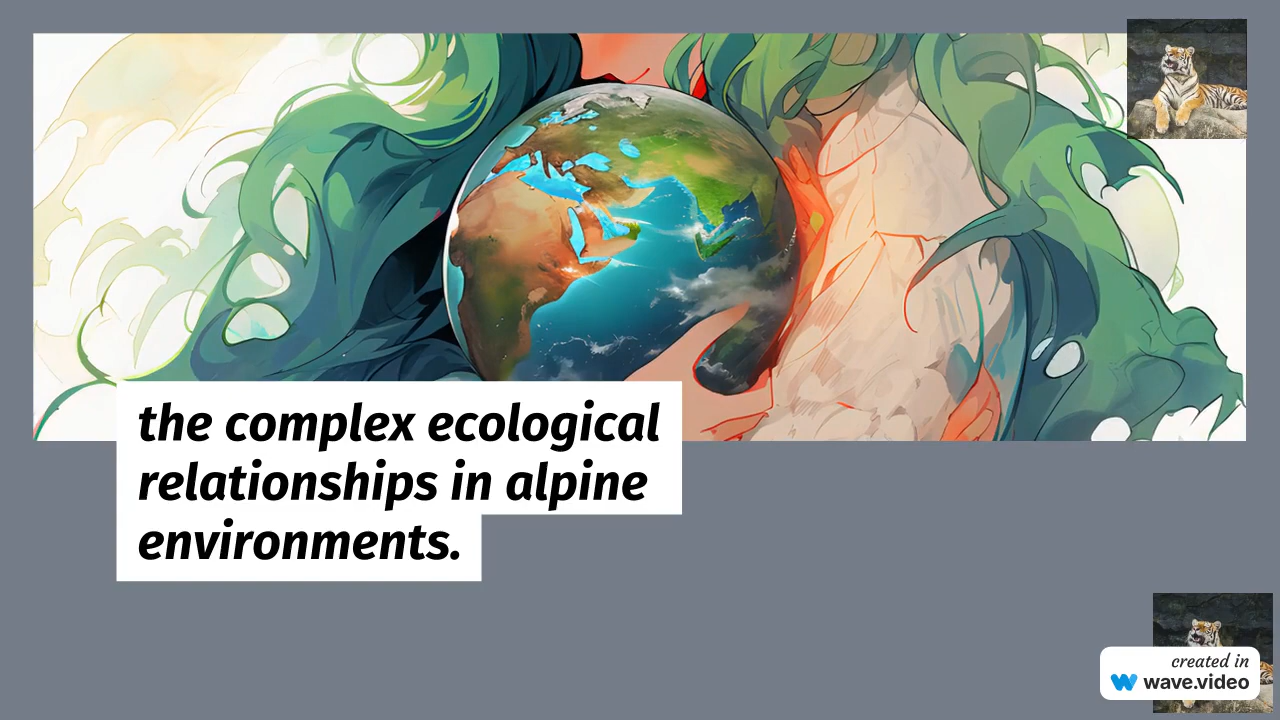 the complex ecological
relationships in alpine
environments.
created in
wave.video